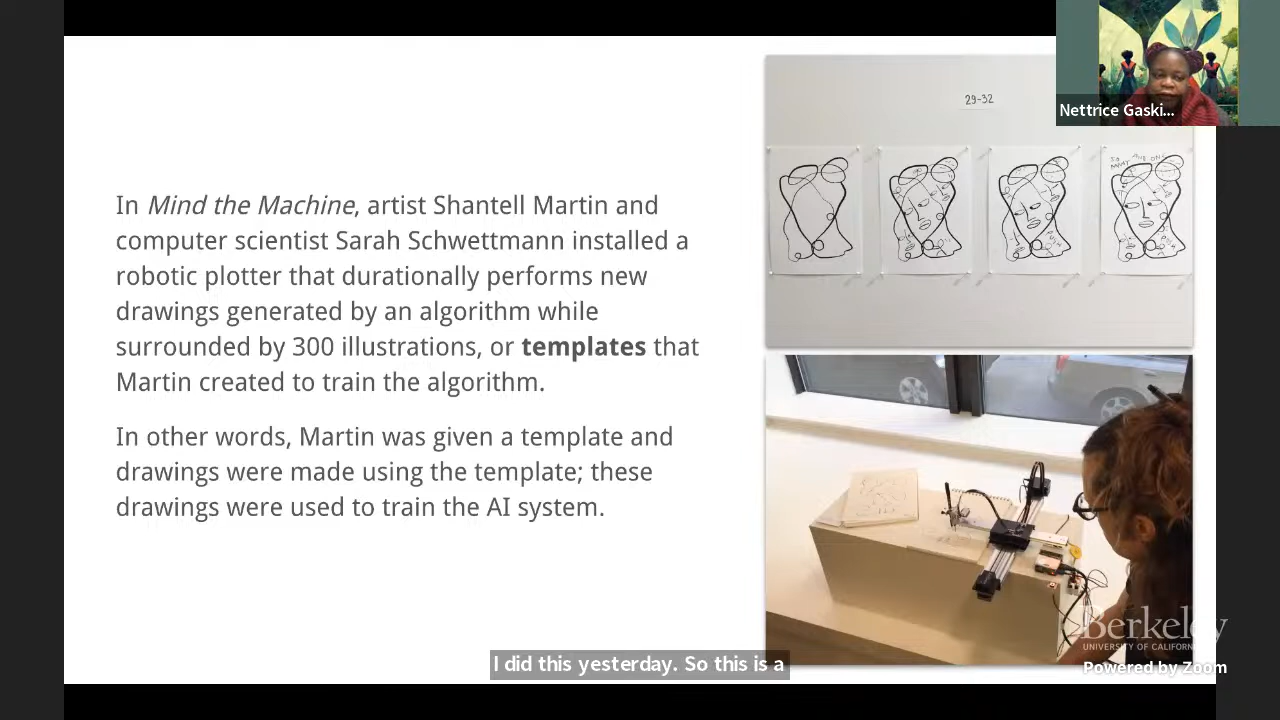 29-32
Nettrice Gaski...
In Mind the Machine, artist Shantell Martin and
computer scientist Sarah Schwettmann installed a
robotic plotter that durationally performs new
drawings generated by an algorithm while
surrounded by 300 illustrations, or templates that
Martin created to train the algorithm.
In other words, Martin was given a template and
drawings were made using the template; these
drawings were used to train the AI system.
Berkeley
I did this yesterday. So this is a
Powered by Zoom